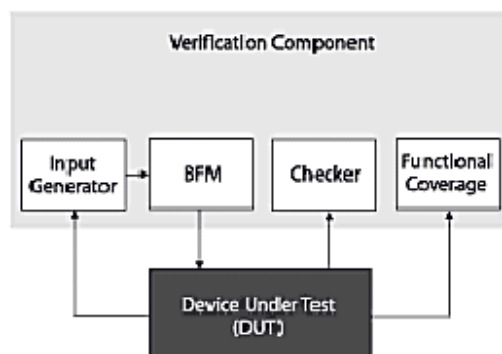 Verification Component
Input
Generator
BFM
Checker
Functional
Coverage
Device Under Test
(DUT)